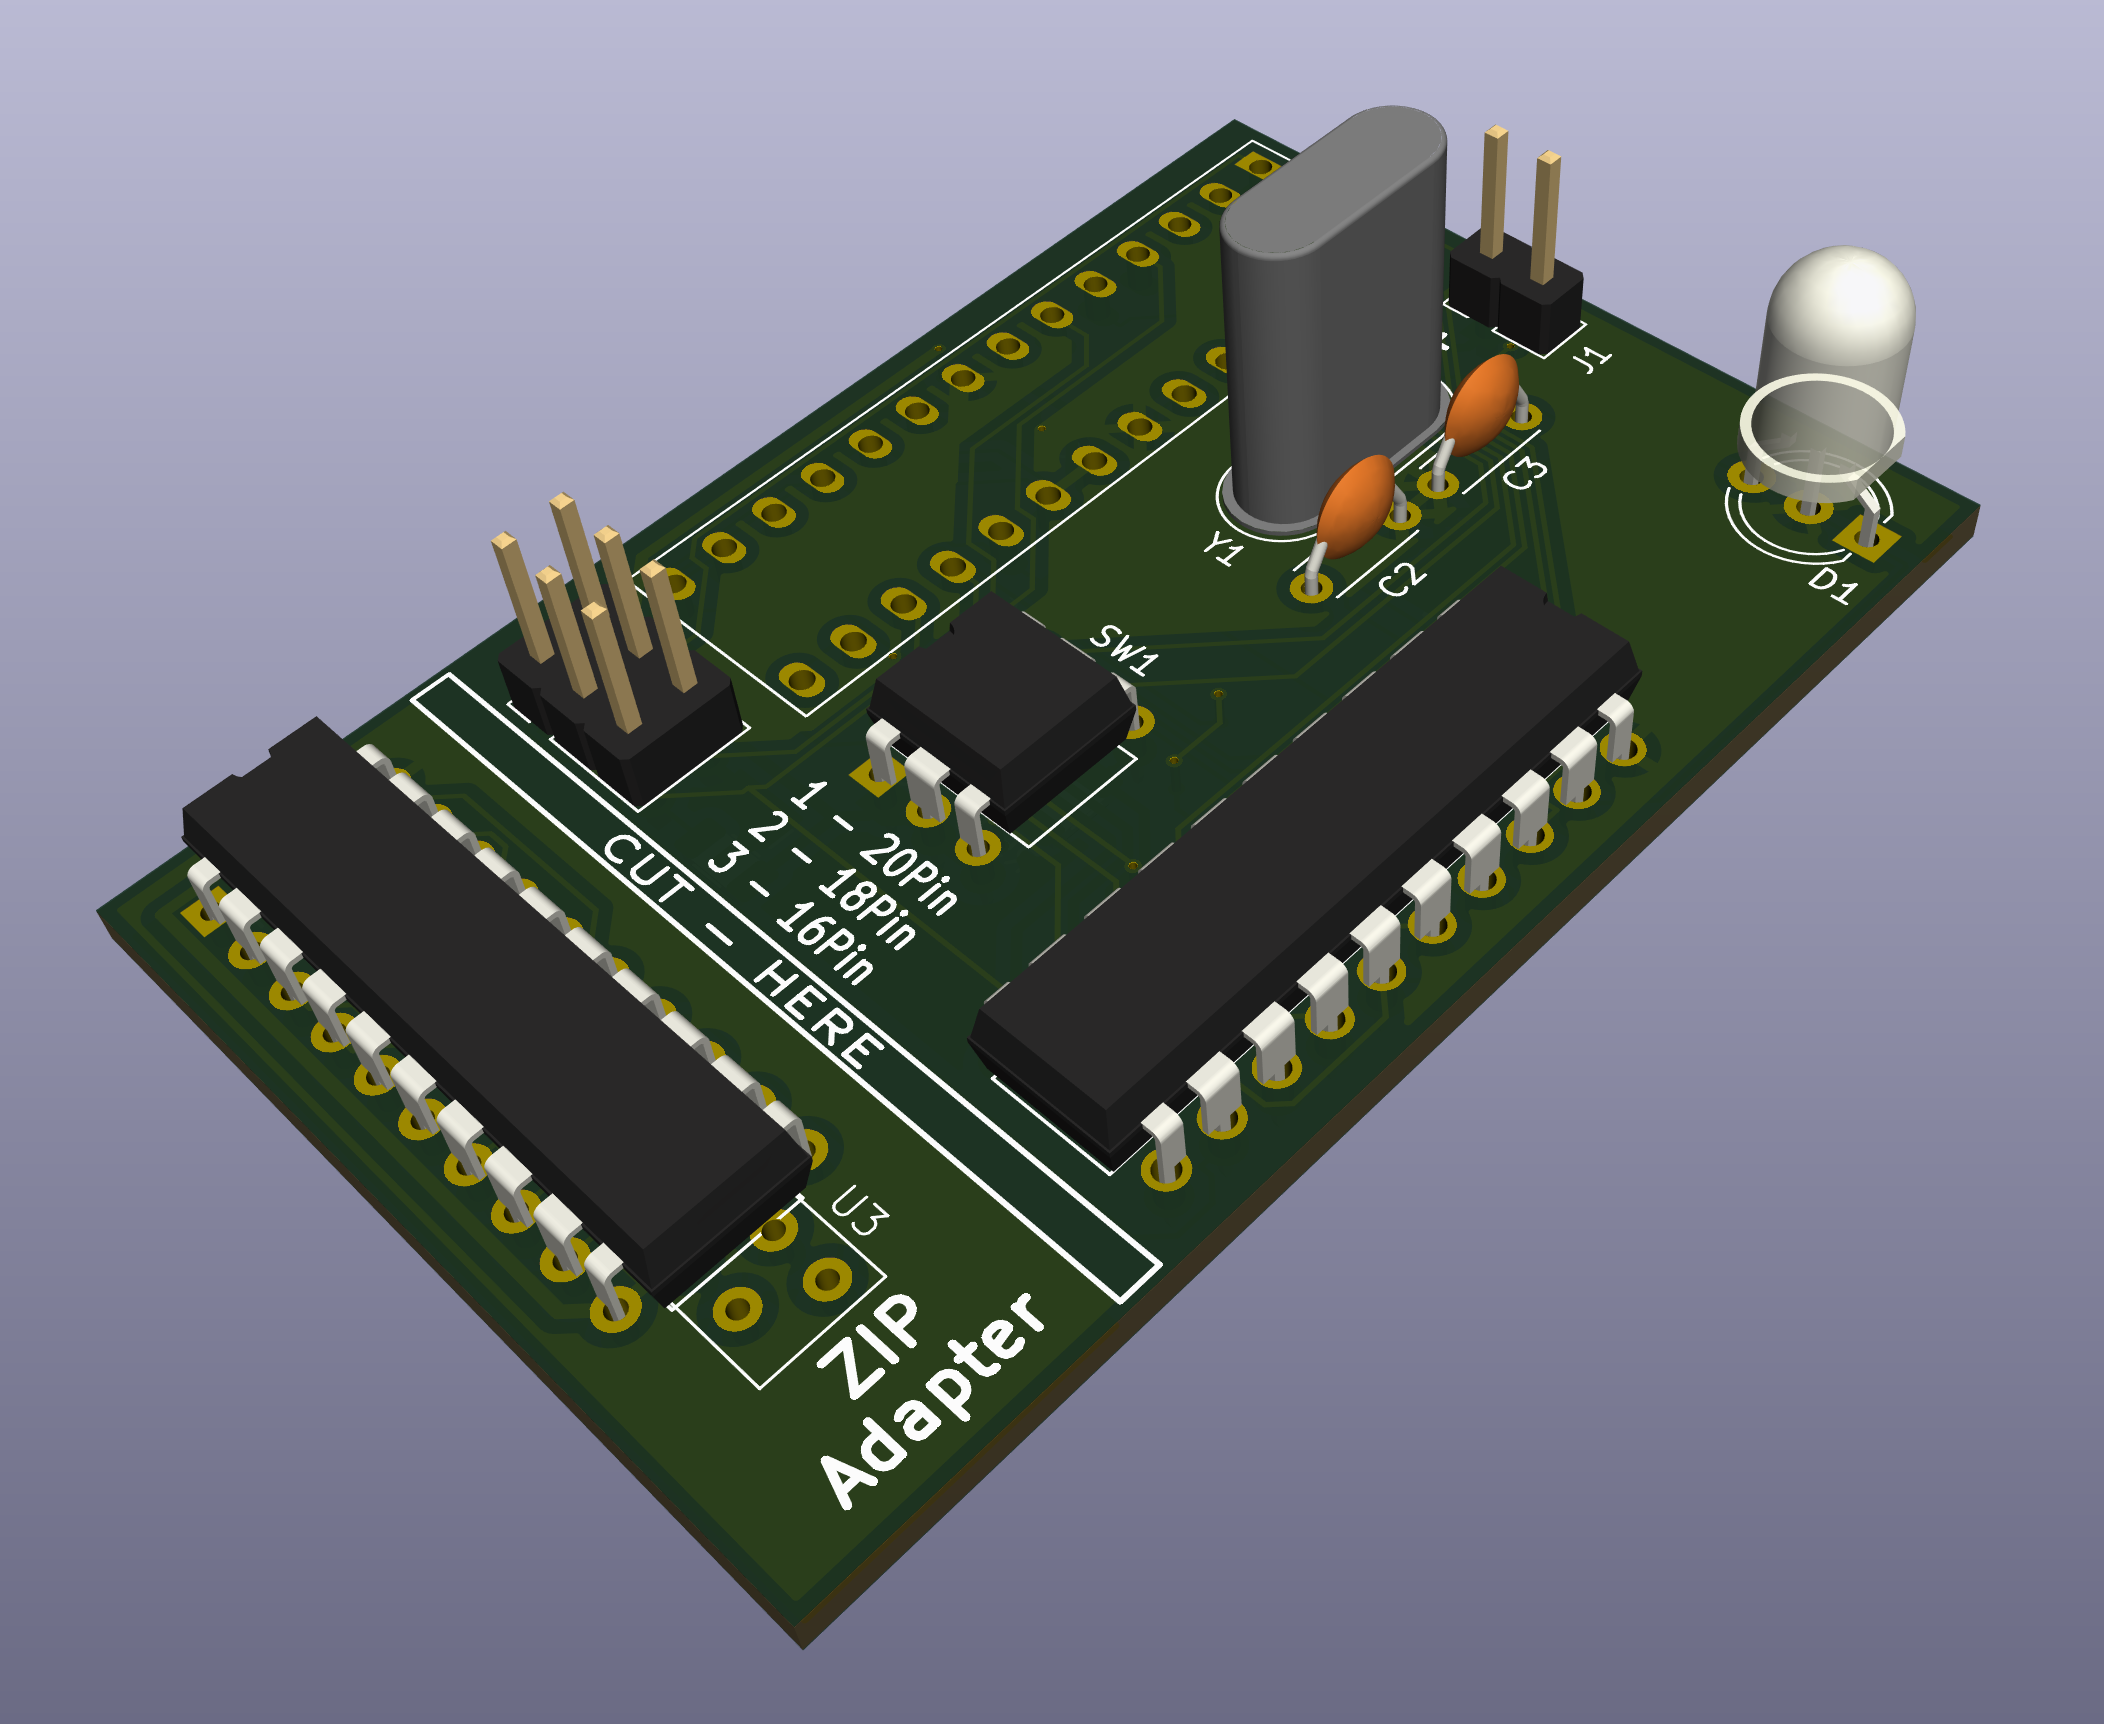 J1
C3
Y1
C2
D1
SW1
1 - 20Pin
2 - 18Pin
3 - 16Pin
CUT - HERE
U3
ZIP
Adapter